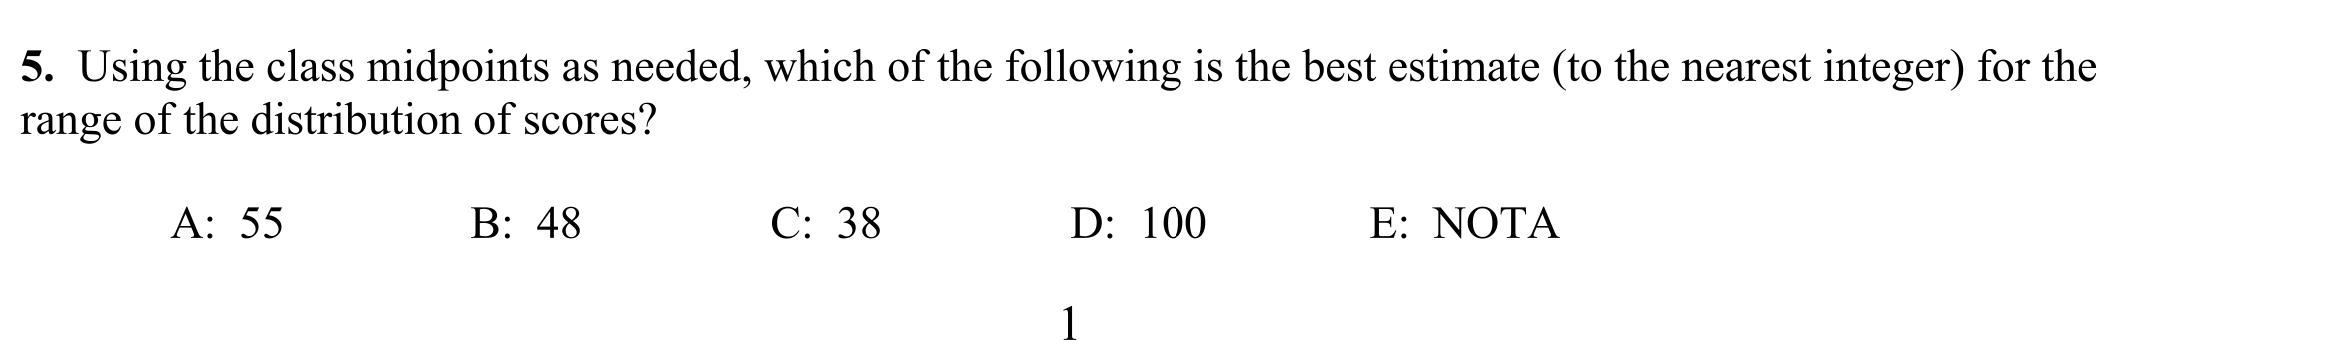 5. Using the class midpoints as needed, which of the following is the best estimate (to the nearest integer) for the
range of the distribution of scores?
A: 55 B: 48 C: 38 D: 100 E: NOTA
1